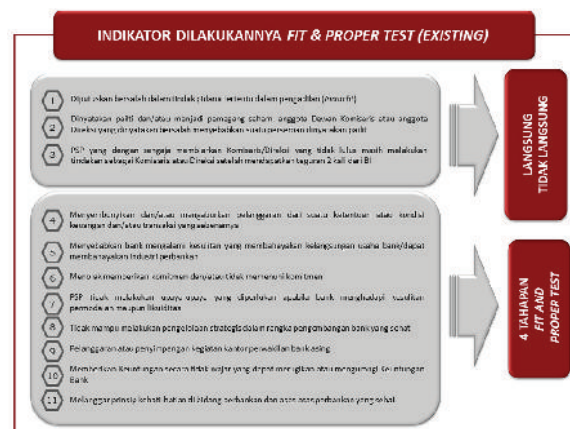 INDIKATOR DILAKUKANNYA FIT & PROPER TEST (EXISTING)
1 Diputuskan bersalah dalam tindak pidana tertentu dalam pengadilan
2 Dinyatakan pailit dan/atau menjadi pemegang saham, anggota Dewan Komisaris atau anggota
Direksi yang dinyatakan bersalah menyebabkan suatu perseroan dinyatakan pailit
3 PSP yang dengan sengaja membiarkan Komisaris/Direksi yang tidak lulus masih melakukan
tindakan sebagai Komisaris atau Direksi setelah mendapatkan teguran 2 kali dari BI
LANGSUNG
TIDAK LANGSUNG
4 Menyembunyikan dan/atau mengaburkan pelanggaran dari suatu ketentuan atau kondisi
keuangan dan/atau transaksi yang sebenarnya
5 Menyebabkan bank mengalami kesulitan yang membahayakan kelangsungan usaha bank/dapat
membahayakan industri perbankan
6 Menolak memberikan komitmen dan/atau tidak memenuhi komitmen
7 PSP tidak melakukan upaya-upaya yang diperlukan apabila bank menghadapi kesulitan
permodalan maupun likuiditas
8 Tidak mampu melakukan pengelolaan strategis dalam rangka pengembangan bank yang sehat
9 Pelanggaran atau penyimpangan kegiatan kantor perwakilan bank asing
10 Memberikan Keuntungan secara tidak wajar yang dapat merugikan atau mengurangi Keuntungan
Bank
11 Melanggar prinsip kehati-hatian di bidang perbankan dan asas-asas perbankan yang sehat
4 TAHAPAN
FIT AND
PROPER TEST